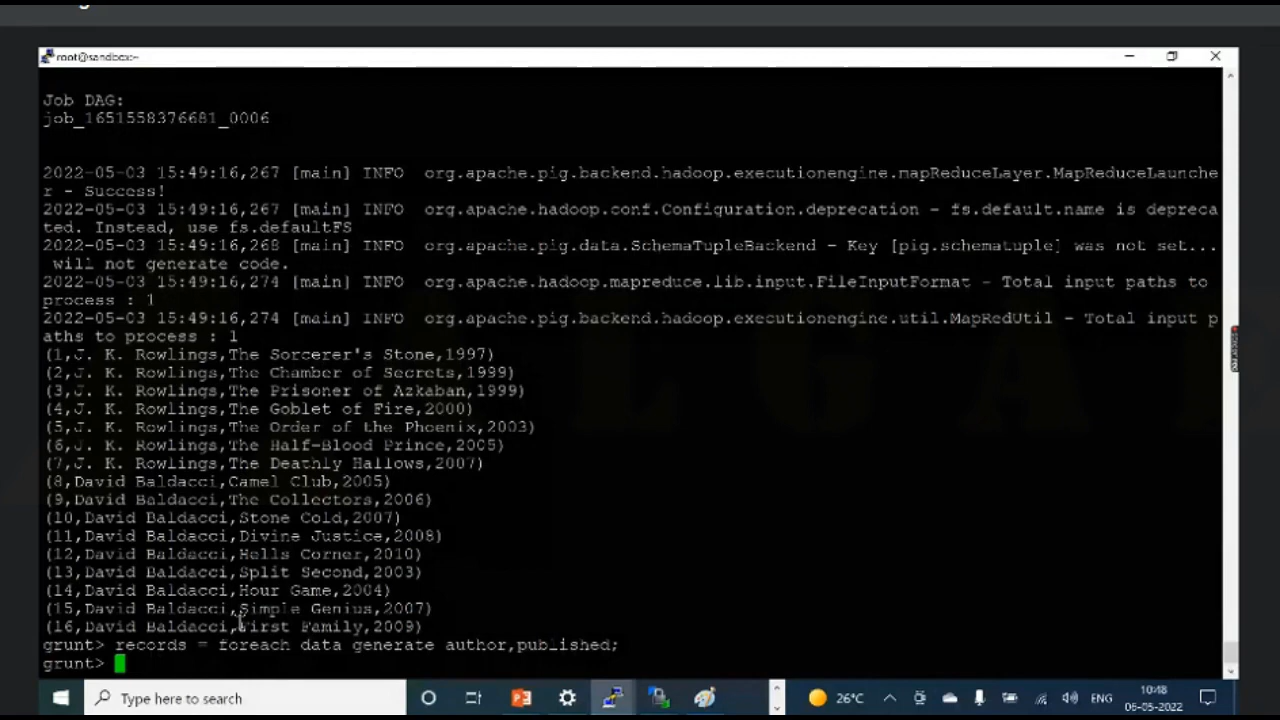 root@sandbox:~
Job DAG:
job_1651558376681_0006
2022-05-03 15:49:16,267 [main] INFO  org.apache.pig.backend.hadoop.executionengine.mapReduceLayer.MapReduceLaunche
r - Success!
2022-05-03 15:49:16,267 [main] INFO  org.apache.hadoop.conf.Configuration.deprecation - fs.default.name is depreca
ted. Instead, use fs.defaultFS
2022-05-03 15:49:16,268 [main] INFO  org.apache.pig.data.SchemaTupleBackend - Key [pig.schematuple] was not set...
 will not generate code.
2022-05-03 15:49:16,274 [main] INFO  org.apache.hadoop.mapreduce.lib.input.FileInputFormat - Total input paths to
process : 1
2022-05-03 15:49:16,274 [main] INFO  org.apache.pig.backend.hadoop.executionengine.util.MapRedUtil - Total input p
aths to process : 1
(1,J. K. Rowlings,The Sorcerer's Stone,1997)
(2,J. K. Rowlings,The Chamber of Secrets,1999)
(3,J. K. Rowlings,The Prisoner of Azkaban,1999)
(4,J. K. Rowlings,The Goblet of Fire,2000)
(5,J. K. Rowlings,The Order of the Phoenix,2003)
(6,J. K. Rowlings,The Half-Blood Prince,2005)
(7,J. K. Rowlings,The Deathly Hallows,2007)
(8,David Baldacci,Camel Club,2005)
(9,David Baldacci,The Collectors,2006)
(10,David Baldacci,Stone Cold,2007)
(11,David Baldacci,Divine Justice,2008)
(12,David Baldacci,Hells Corner,2010)
(13,David Baldacci,Split Second,2003)
(14,David Baldacci,Hour Game,2004)
(15,David Baldacci,Simple Genius,2007)
(16,David Baldacci,First Family,2009)
grunt> records = foreach data generate author,published;
grunt>
Type here to search
26°C
ENG
10:48
06-05-2022